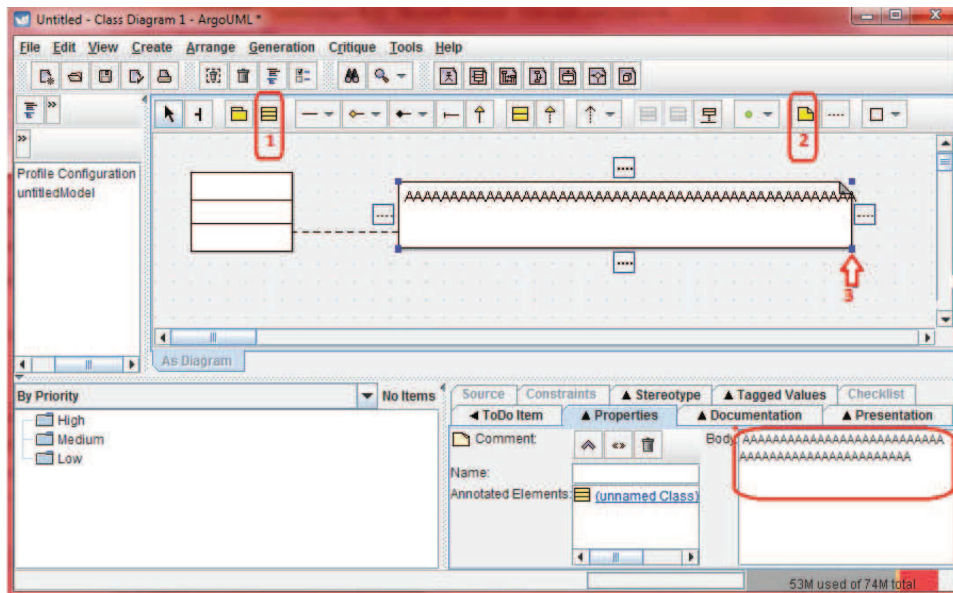 Untitled - Class Diagram 1 - ArgoUML *
File Edit View Create Arrange Generation Critique Tools Help
1
2
Profile Configuration
untitledModel
3
As Diagram
By Priority
No Items
High
Medium
Low
Source Constraints ▲ Stereotype ▲ Tagged Values Checklist
◄ ToDo Item ▲ Properties ▲ Documentation ▲ Presentation
Comment
Body:
Name:
Annotated Elements:
(unnamed Class)
AAAAAAAAAAAAAAAAAAAAAAAAAAA
AAAAAAAAAAAAAAAAAAAAAAA
53M used of 74M total